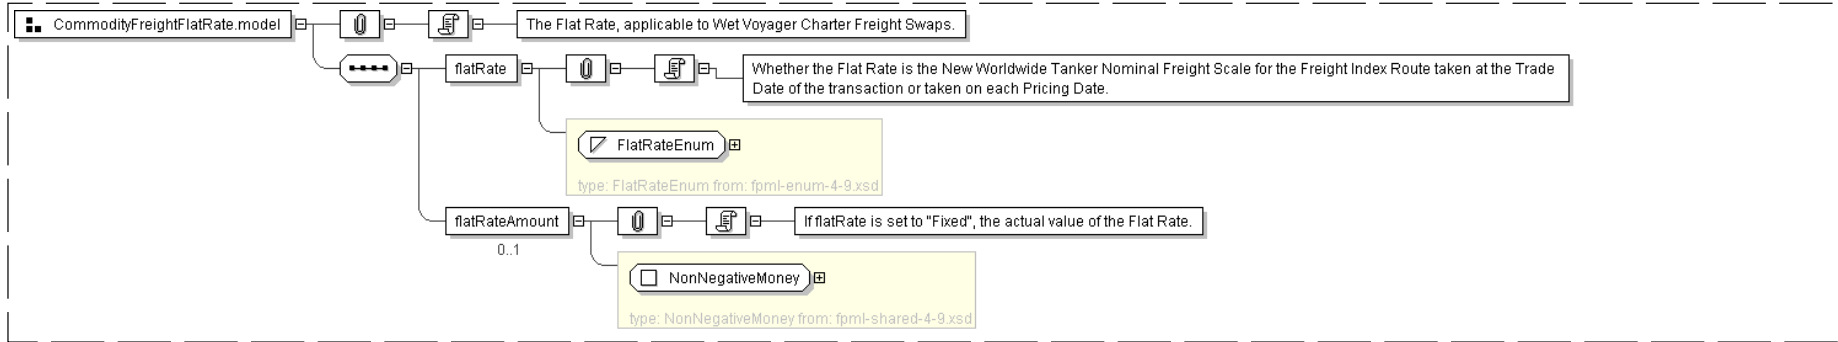 CommodityFreightFlatRate.model
The Flat Rate, applicable to Wet Voyager Charter Freight Swaps.
flatRate
Whether the Flat Rate is the New Worldwide Tanker Nominal Freight Scale for the Freight Index Route taken at the Trade
Date of the transaction or taken on each Pricing Date.
FlatRateEnum
type: FlatRateEnum from: fpml-enum-4-9.xsd
flatRateAmount
If flatRate is set to "Fixed", the actual value of the Flat Rate.
0..1
NonNegativeMoney
type: NonNegativeMoney from: fpml-shared-4-9.xsd